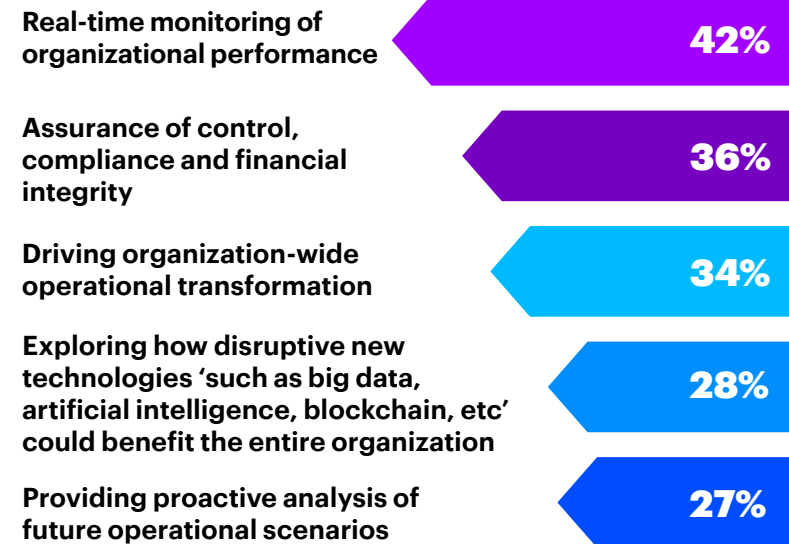 Real-time monitoring of
organizational performance
42%
Assurance of control,
compliance and financial
integrity
36%
Driving organization-wide
operational transformation
34%
Exploring how disruptive new
technologies ‘such as big data,
artificial intelligence, blockchain, etc’
could benefit the entire organization
28%
Providing proactive analysis of
future operational scenarios
27%